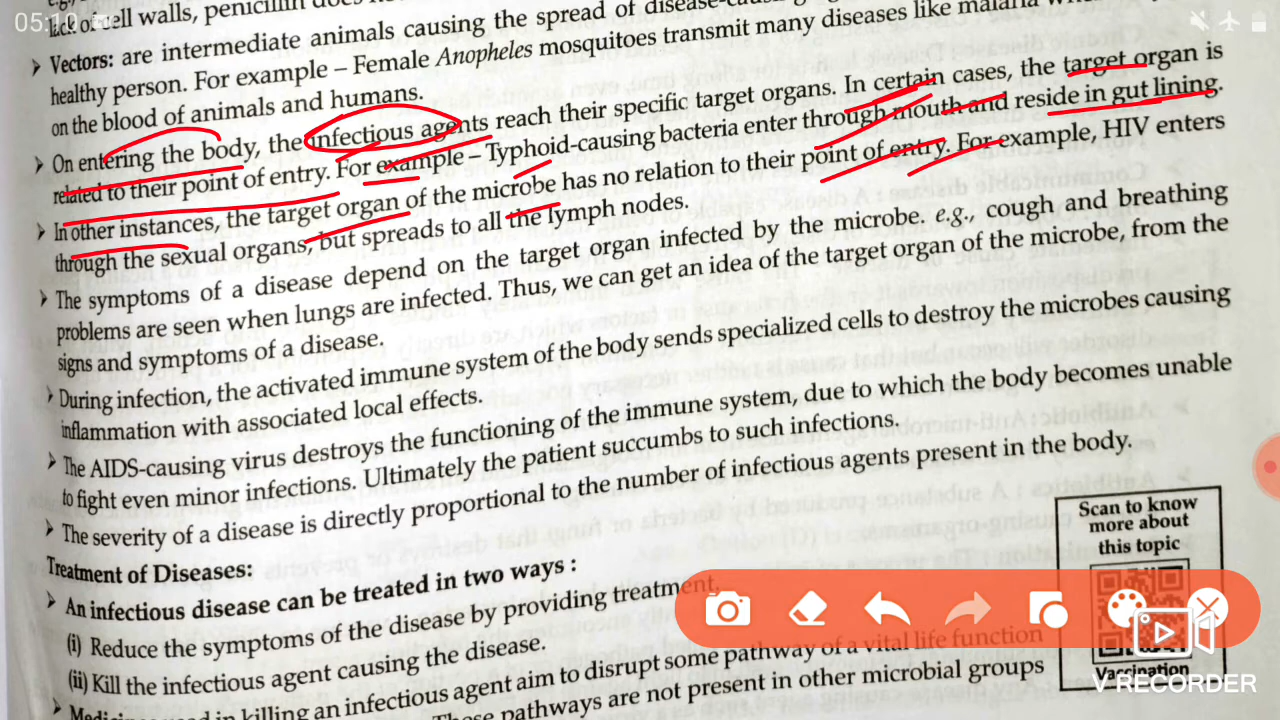 05:10
of cell walls, penicillin does
Vectors: are intermediate animals causing the spread of disease-causing
healthy person. For example – Female Anopheles mosquitoes transmit many diseases like malaria
on the blood of animals and humans.
On entering the body, the infectious agents reach their specific target organs. In certain cases, the target organ is
related to their point of entry. For example – Typhoid-causing bacteria enter through mouth and reside in gut lining.
In other instances, the target organ of the microbe has no relation to their point of entry. For example, HIV enters
through the sexual organs, but spreads to all the lymph nodes.
The symptoms of a disease depend on the target organ infected by the microbe. e.g., cough and breathing
problems are seen when lungs are infected. Thus, we can get an idea of the target organ of the microbe, from the
signs and symptoms of a disease.
During infection, the activated immune system of the body sends specialized cells to destroy the microbes causing
inflammation with associated local effects.
The AIDS-causing virus destroys the functioning of the immune system, due to which the body becomes unable
to fight even minor infections. Ultimately the patient succumbs to such infections.
The severity of a disease is directly proportional to the number of infectious agents present in the body.
Treatment of Diseases:
An infectious disease can be treated in two ways :
(i) Reduce the symptoms of the disease by providing treatment.
(ii) Kill the infectious agent causing the disease.
Medicines used in killing an infectious agent aim to disrupt some pathway of a vital life function
These pathways are not present in other microbial groups
Scan to know
more about
this topic
V RECORDER